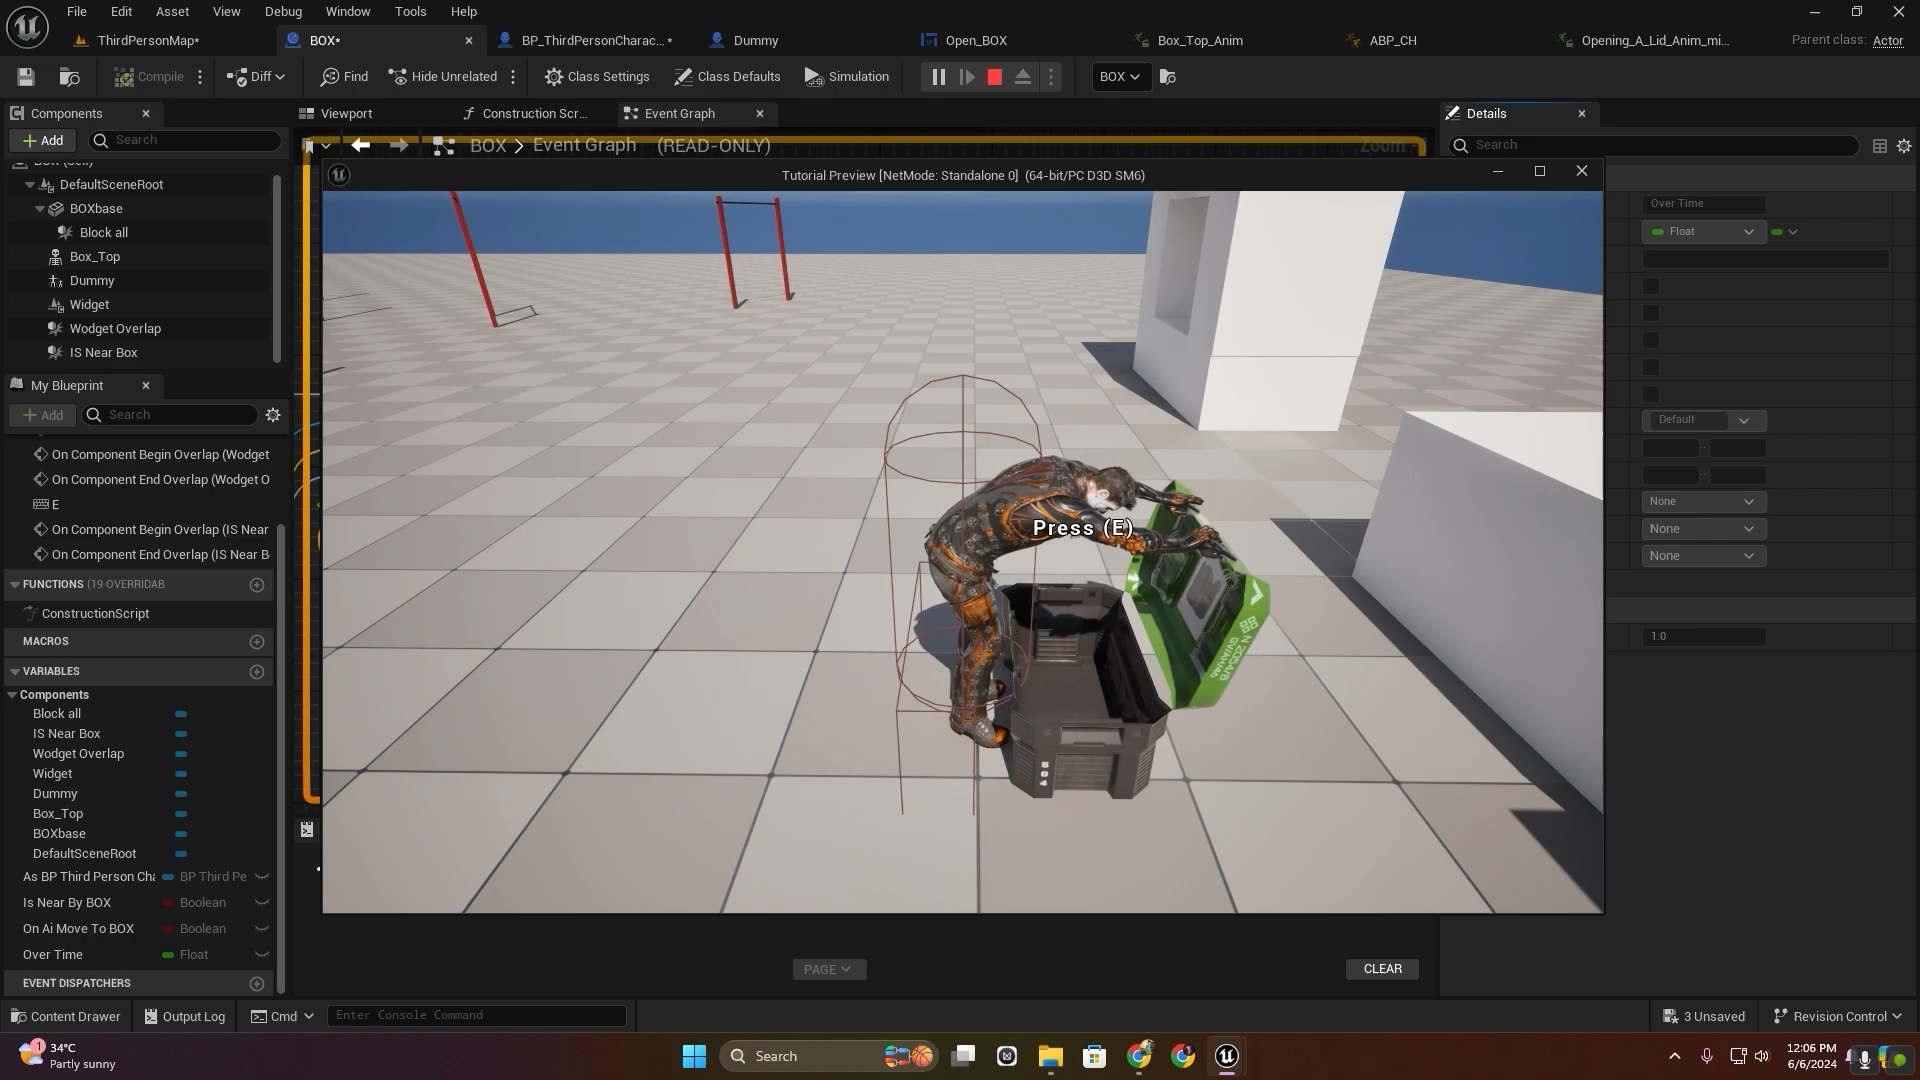 File Edit Asset View Debug Window Tools Help
ThirdPersonMap* BOX* BP_ThirdPersonCharac...* Dummy Open_BOX Box_Top_Anim ABP_CH Opening_A_Lid_Anim_mi... Parent class: Actor
Compile Diff Find Hide Unrelated Class Settings Class Defaults Simulation BOX
Components Viewport Construction Scr... Event Graph Details
Add Search BOX > Event Graph (READ-ONLY) Zoom Search
BOX (Self)
Tutorial Preview [NetMode: Standalone 0] (64-bit/PC D3D SM6)
DefaultSceneRoot
BOXbase
Block all
Box_Top
Dummy
Widget
Wodget Overlap
IS Near Box
Over Time
Float
Default
None
None
None
1.0
My Blueprint
Add Search
On Component Begin Overlap (Wodget
On Component End Overlap (Wodget O
E
On Component Begin Overlap (IS Near
On Component End Overlap (IS Near B
FUNCTIONS (19 OVERRIDAB
ConstructionScript
MACROS
VARIABLES
Components
Block all
IS Near Box
Wodget Overlap
Widget
Dummy
Box_Top
BOXbase
DefaultSceneRoot
As BP Third Person Cha BP Third Pe
Is Near By BOX Boolean
On Ai Move To BOX Boolean
Over Time Float
EVENT DISPATCHERS
Press (E)
504
PAGE CLEAR
Content Drawer Output Log Cmd Enter Console Command 3 Unsaved Revision Control
1 34°C
Partly sunny
Search
12:06 PM
6/6/2024